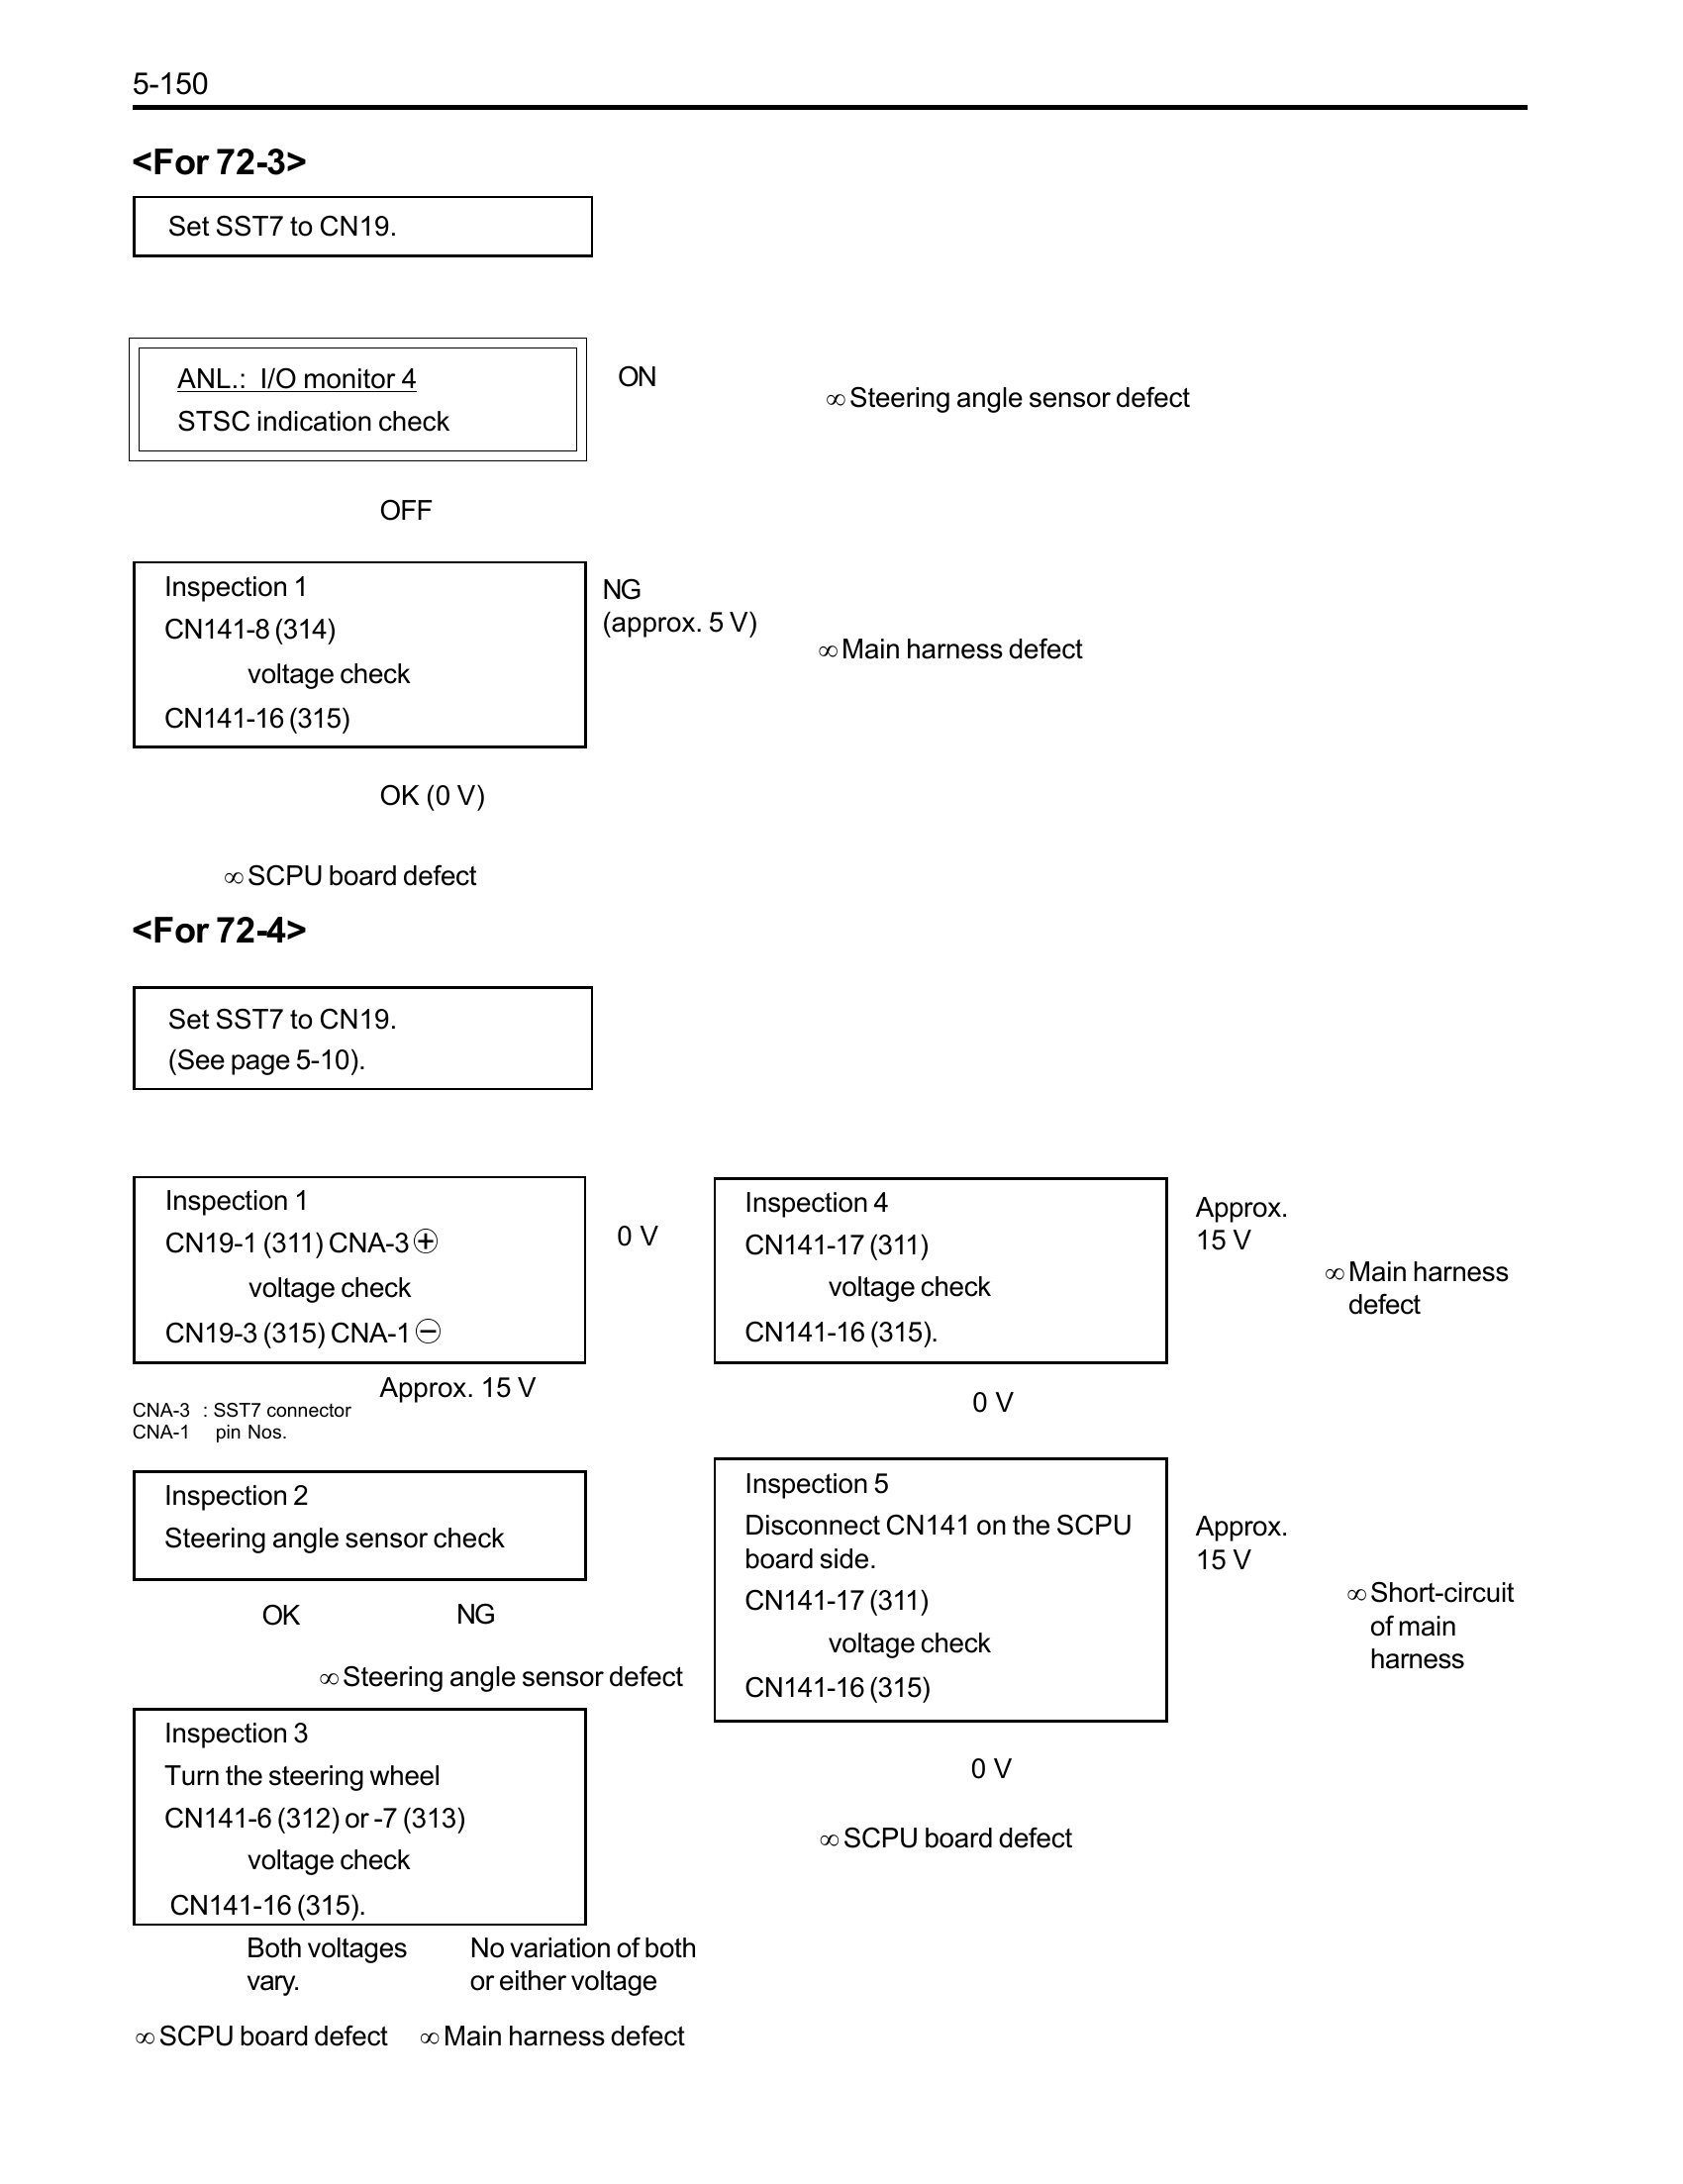 5-150
<For 72-3>
Set SST7 to CN19.
ANL.: I/O monitor 4
STSC indication check
ON
∞ Steering angle sensor defect
OFF
Inspection 1
CN141-8 (314)
voltage check
CN141-16 (315)
NG
(approx. 5 V)
∞ Main harness defect
OK (0 V)
∞ SCPU board defect
<For 72-4>
Set SST7 to CN19.
(See page 5-10).
Inspection 1
CN19-1 (311) CNA-3 ⊕
voltage check
CN19-3 (315) CNA-1 ⊖
0 V
Approx. 15 V
CNA-3 : SST7 connector
CNA-1 pin Nos.
Inspection 2
Steering angle sensor check
OK
NG
∞ Steering angle sensor defect
Inspection 3
Turn the steering wheel
CN141-6 (312) or -7 (313)
voltage check
CN141-16 (315).
Both voltages
vary.
No variation of both
or either voltage
∞ SCPU board defect
∞ Main harness defect
Inspection 4
CN141-17 (311)
voltage check
CN141-16 (315).
Approx.
15 V
∞ Main harness
defect
0 V
Inspection 5
Disconnect CN141 on the SCPU
board side.
CN141-17 (311)
voltage check
CN141-16 (315)
Approx.
15 V
∞ Short-circuit
of main
harness
0 V
∞ SCPU board defect